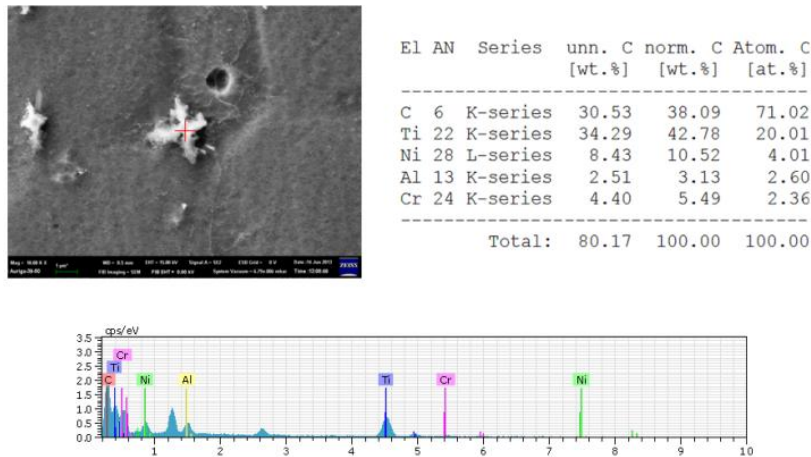 El AN Series unn. C norm. C Atom. C
[wt.%] [wt.%] [at.%]
C 6 K-series 30.53 38.09 71.02
Ti 22 K-series 34.29 42.78 20.01
Ni 28 L-series 8.43 10.52 4.01
Al 13 K-series 2.51 3.13 2.60
Cr 24 K-series 4.40 5.49 2.36
Total: 80.17 100.00 100.00
ZEISS
cps/eV
3.5
3.0
2.5
2.0
1.5
1.0
0.5
0.0
Cr
Ti
C Ni Al Ti Cr Ni
1 2 3 4 5 6 7 8 9 10